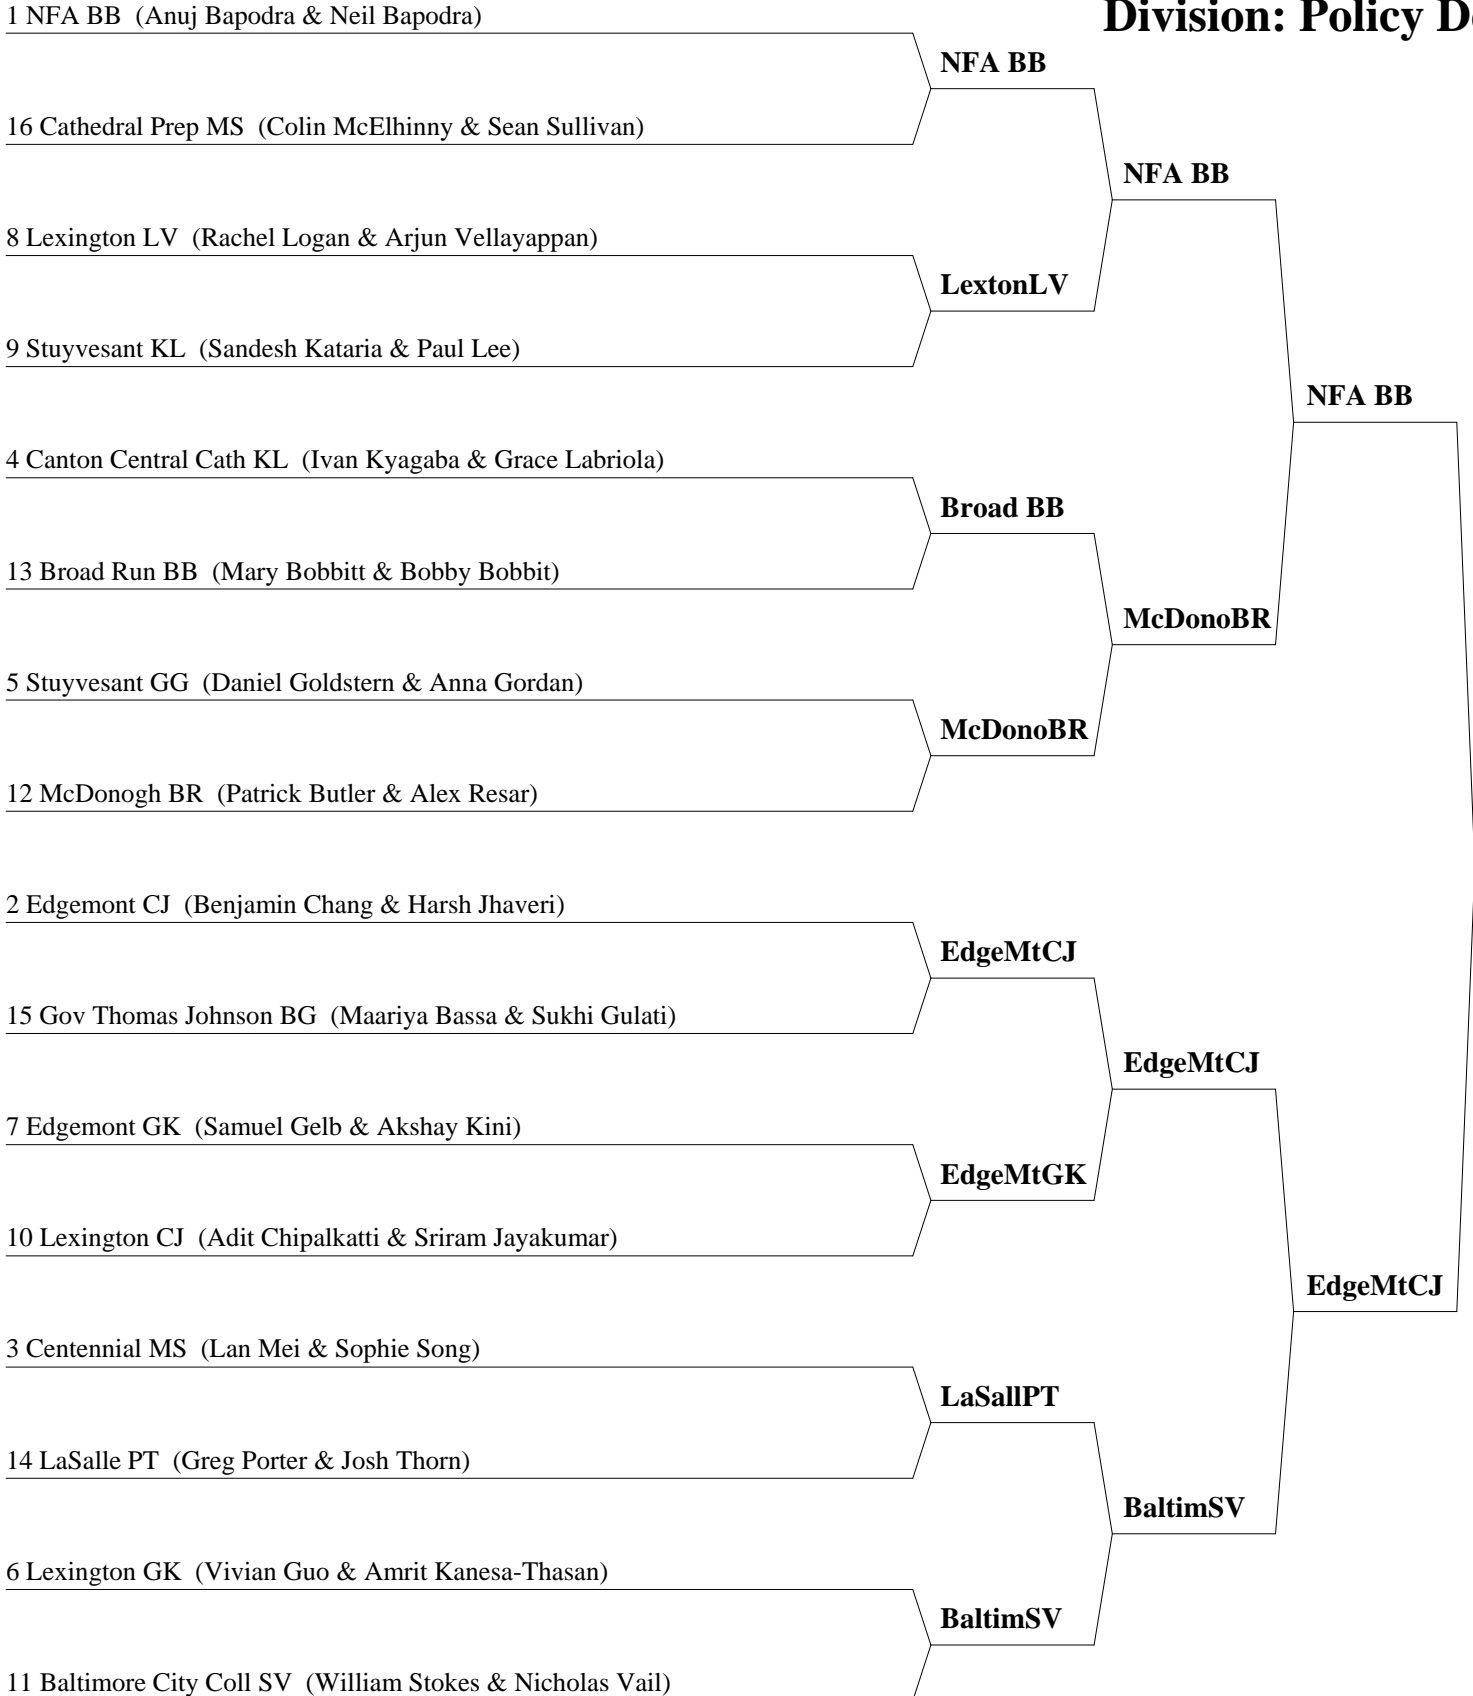 1 NFA BB (Anuj Bapodra & Neil Bapodra)
Division: Policy
NFA BB
16 Cathedral Prep MS (Colin McElhinny & Sean Sullivan)
NFA BB
8 Lexington LV (Rachel Logan & Arjun Vellayappan)
LextonLV
9 Stuyvesant KL (Sandesh Kataria & Paul Lee)
NFA BB
4 Canton Central Cath KL (Ivan Kyagaba & Grace Labriola)
Broad BB
13 Broad Run BB (Mary Bobbitt & Bobby Bobbit)
McDonoBR
5 Stuyvesant GG (Daniel Goldstern & Anna Gordan)
McDonoBR
12 McDonogh BR (Patrick Butler & Alex Resar)
2 Edgemont CJ (Benjamin Chang & Harsh Jhaveri)
EdgeMtCJ
15 Gov Thomas Johnson BG (Maariya Bassa & Sukhi Gulati)
EdgeMtCJ
7 Edgemont GK (Samuel Gelb & Akshay Kini)
EdgeMtGK
10 Lexington CJ (Adit Chipalkatti & Sriram Jayakumar)
EdgeMtCJ
3 Centennial MS (Lan Mei & Sophie Song)
LaSallPT
14 LaSalle PT (Greg Porter & Josh Thorn)
BaltimSV
6 Lexington GK (Vivian Guo & Amrit Kanesa-Thasan)
BaltimSV
11 Baltimore City Coll SV (William Stokes & Nicholas Vail)